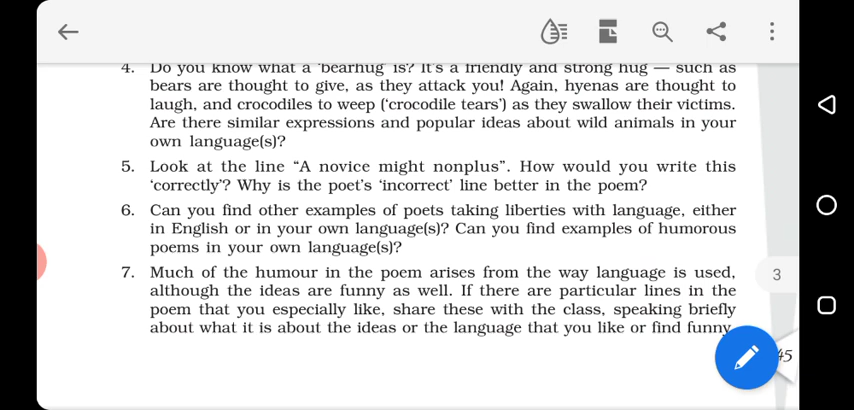 4. Do you know what a 'bearhug' is? It's a friendly and strong hug — such as
bears are thought to give, as they attack you! Again, hyenas are thought to
laugh, and crocodiles to weep ('crocodile tears') as they swallow their victims.
Are there similar expressions and popular ideas about wild animals in your
own language(s)?
5. Look at the line “A novice might nonplus”. How would you write this
‘correctly’? Why is the poet’s ‘incorrect’ line better in the poem?
6. Can you find other examples of poets taking liberties with language, either
in English or in your own language(s)? Can you find examples of humorous
poems in your own language(s)?
7. Much of the humour in the poem arises from the way language is used,
although the ideas are funny as well. If there are particular lines in the
poem that you especially like, share these with the class, speaking briefly
about what it is about the ideas or the language that you like or find funny.
3
45